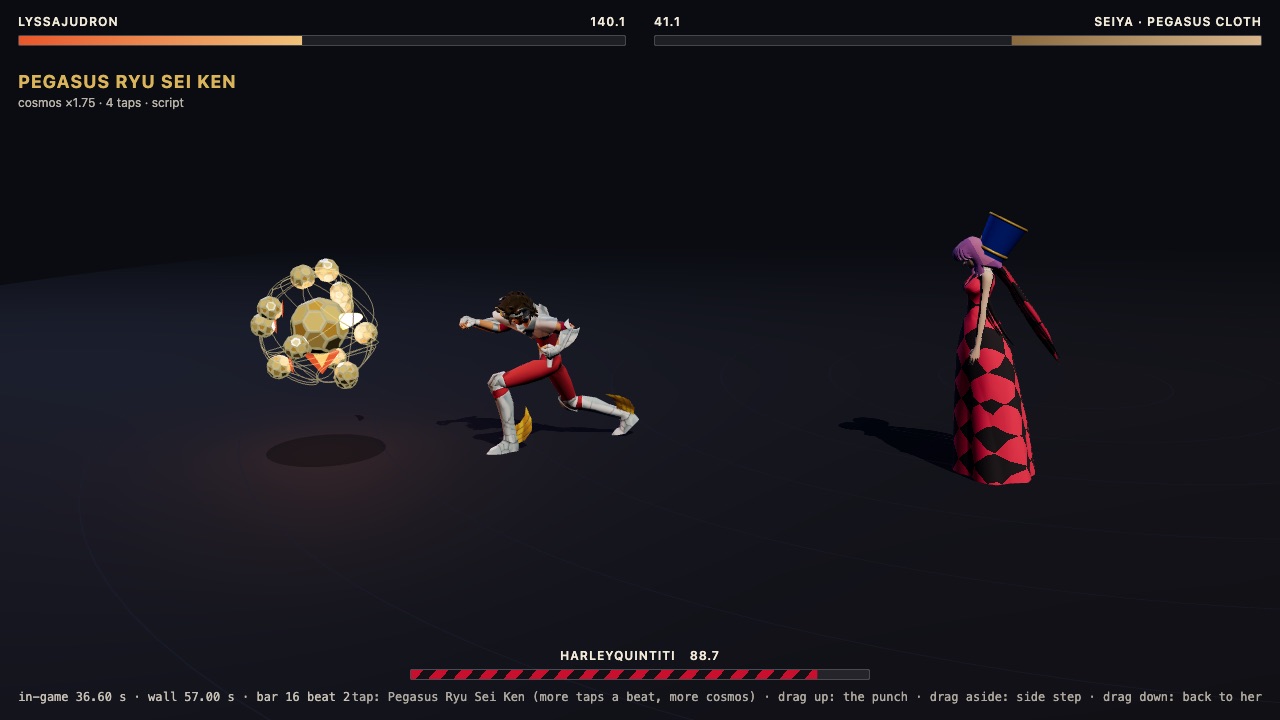 LYSSAJUDRON 140.1
41.1 SEIYA · PEGASUS CLOTH
PEGASUS RYU SEI KEN
cosmos ×1.75 · 4 taps · script
HARLEYQUINTITI 88.7
in-game 36.60 s · wall 57.00 s · bar 16 beat 2tap: Pegasus Ryu Sei Ken (more taps a beat, more cosmos) · drag up: the punch · drag aside: side step · drag down: back to her